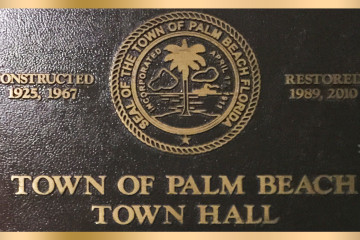 SEAL OF THE TOWN OF PALM BEACH FLORIDA
INCORPORATED APRIL 17, 1911
CONSTRUCTED
1925, 1967
RESTORED
1989, 2010
TOWN OF PALM BEACH
TOWN HALL